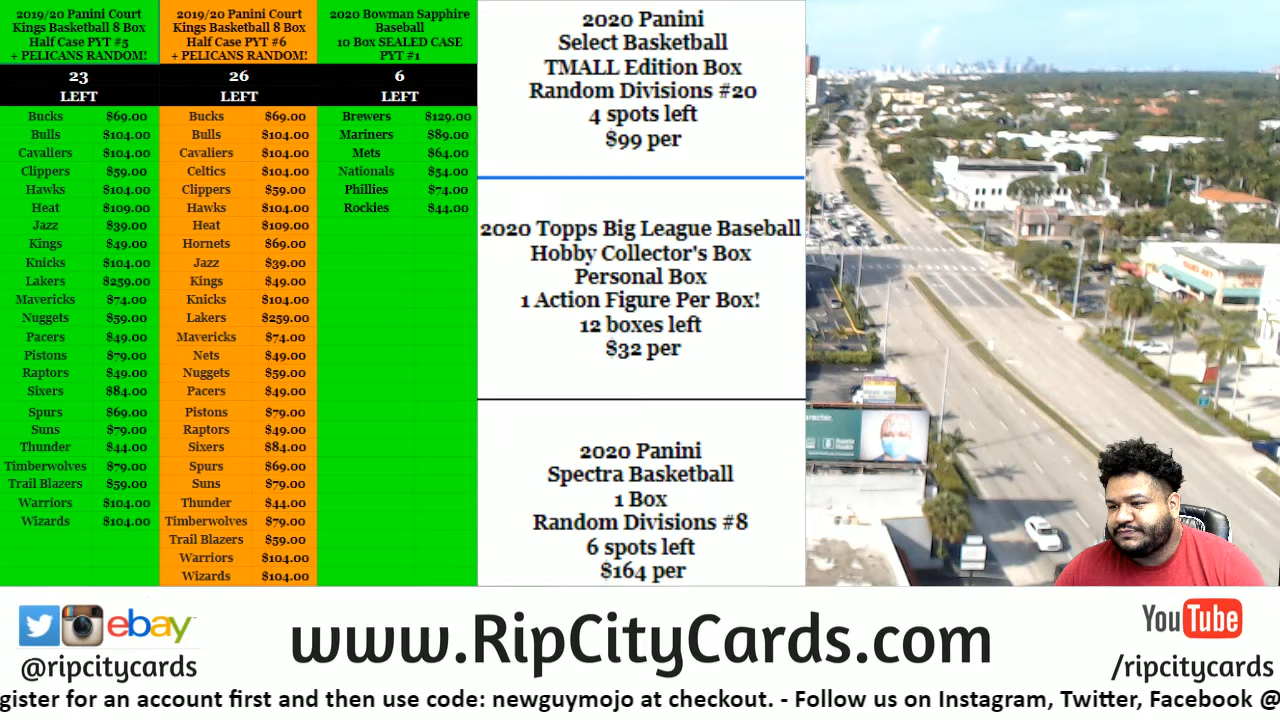 2019/20 Panini Court
Kings Basketball 8 Box
Half Case PYT #5
+ PELICANS RANDOM!
23
LEFT
Bucks $69.00
Bulls $104.00
Cavaliers $104.00
Clippers $59.00
Hawks $104.00
Heat $109.00
Jazz $39.00
Kings $49.00
Knicks $104.00
Lakers $259.00
Mavericks $74.00
Nuggets $59.00
Pacers $49.00
Pistons $79.00
Raptors $49.00
Sixers $84.00
Spurs $69.00
Suns $79.00
Thunder $44.00
Timberwolves $79.00
Trail Blazers $59.00
Warriors $104.00
Wizards $104.00
2019/20 Panini Court
Kings Basketball 8 Box
Half Case PYT #6
+ PELICANS RANDOM!
26
LEFT
Bucks $69.00
Bulls $104.00
Cavaliers $104.00
Celtics $104.00
Clippers $59.00
Hawks $104.00
Heat $109.00
Hornets $69.00
Jazz $39.00
Kings $49.00
Knicks $104.00
Lakers $259.00
Mavericks $74.00
Nets $49.00
Nuggets $59.00
Pacers $49.00
Pistons $79.00
Raptors $49.00
Sixers $84.00
Spurs $69.00
Suns $79.00
Thunder $44.00
Timberwolves $79.00
Trail Blazers $59.00
Warriors $104.00
Wizards $104.00
2020 Bowman Sapphire
Baseball
10 Box SEALED CASE
PYT #1
6
LEFT
Brewers $129.00
Mariners $89.00
Mets $64.00
Nationals $54.00
Phillies $74.00
Rockies $44.00
2020 Panini
Select Basketball
TMALL Edition Box
Random Divisions #20
4 spots left
$99 per
2020 Topps Big League Baseball
Hobby Collector's Box
Personal Box
1 Action Figure Per Box!
12 boxes left
$32 per
2020 Panini
Spectra Basketball
1 Box
Random Divisions #8
6 spots left
$164 per
ebay
@ripcitycards
www.RipCityCards.com
YouTube
/ripcitycards
gister for an account first and then use code: newguymojo at checkout. - Follow us on Instagram, Twitter, Facebook @